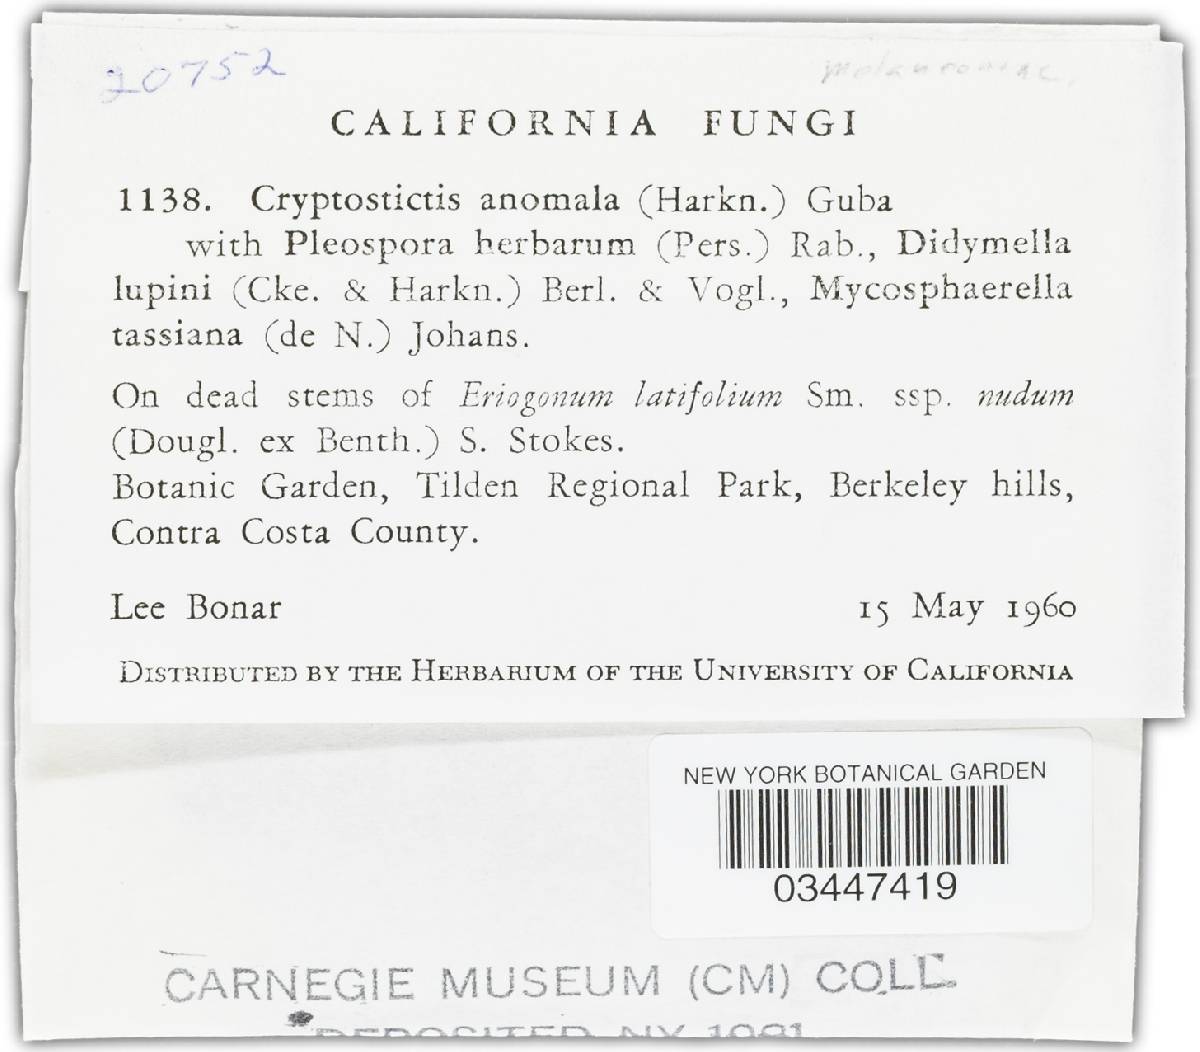 20752
CALIFORNIA FUNGI
1138. Cryptostictis anomala (Harkn.) Guba
with Pleospora herbarum (Pers.) Rab., Didymella
lupini (Cke. & Harkn.) Berl. & Vogl., Mycosphaerella
tassiana (de N.) Johans.
On dead stems of Eriogonum latifolium Sm. ssp. nudum
(Dougl. ex Benth.) S. Stokes.
Botanic Garden, Tilden Regional Park, Berkeley hills,
Contra Costa County.
Lee Bonar 15 May 1960
DISTRIBUTED BY THE HERBARIUM OF THE UNIVERSITY OF CALIFORNIA
NEW YORK BOTANICAL GARDEN
03447419
CARNEGIE MUSEUM (CM) COLL.
DEPOSITED NY 1981